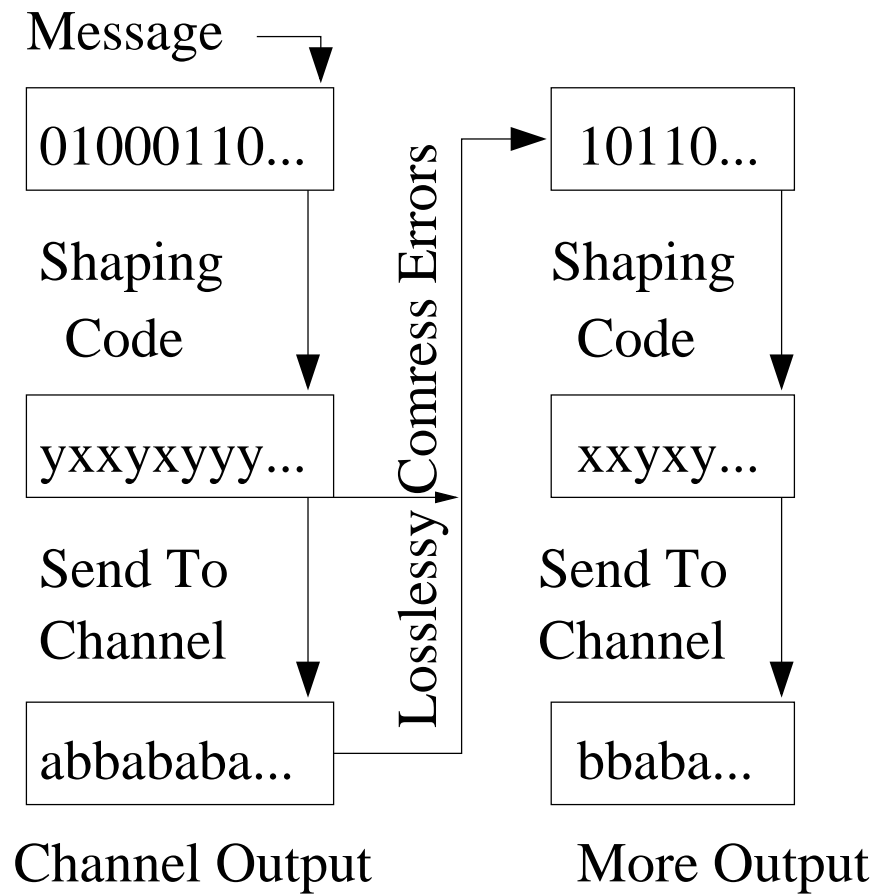 Message
01000110...
Shaping
Code
yxxyxyyy...
Send To
Channel
abbababa...
Channel Output
Losslessy Comress Errors
10110...
Shaping
Code
xxyxy...
Send To
Channel
bbaba...
More Output